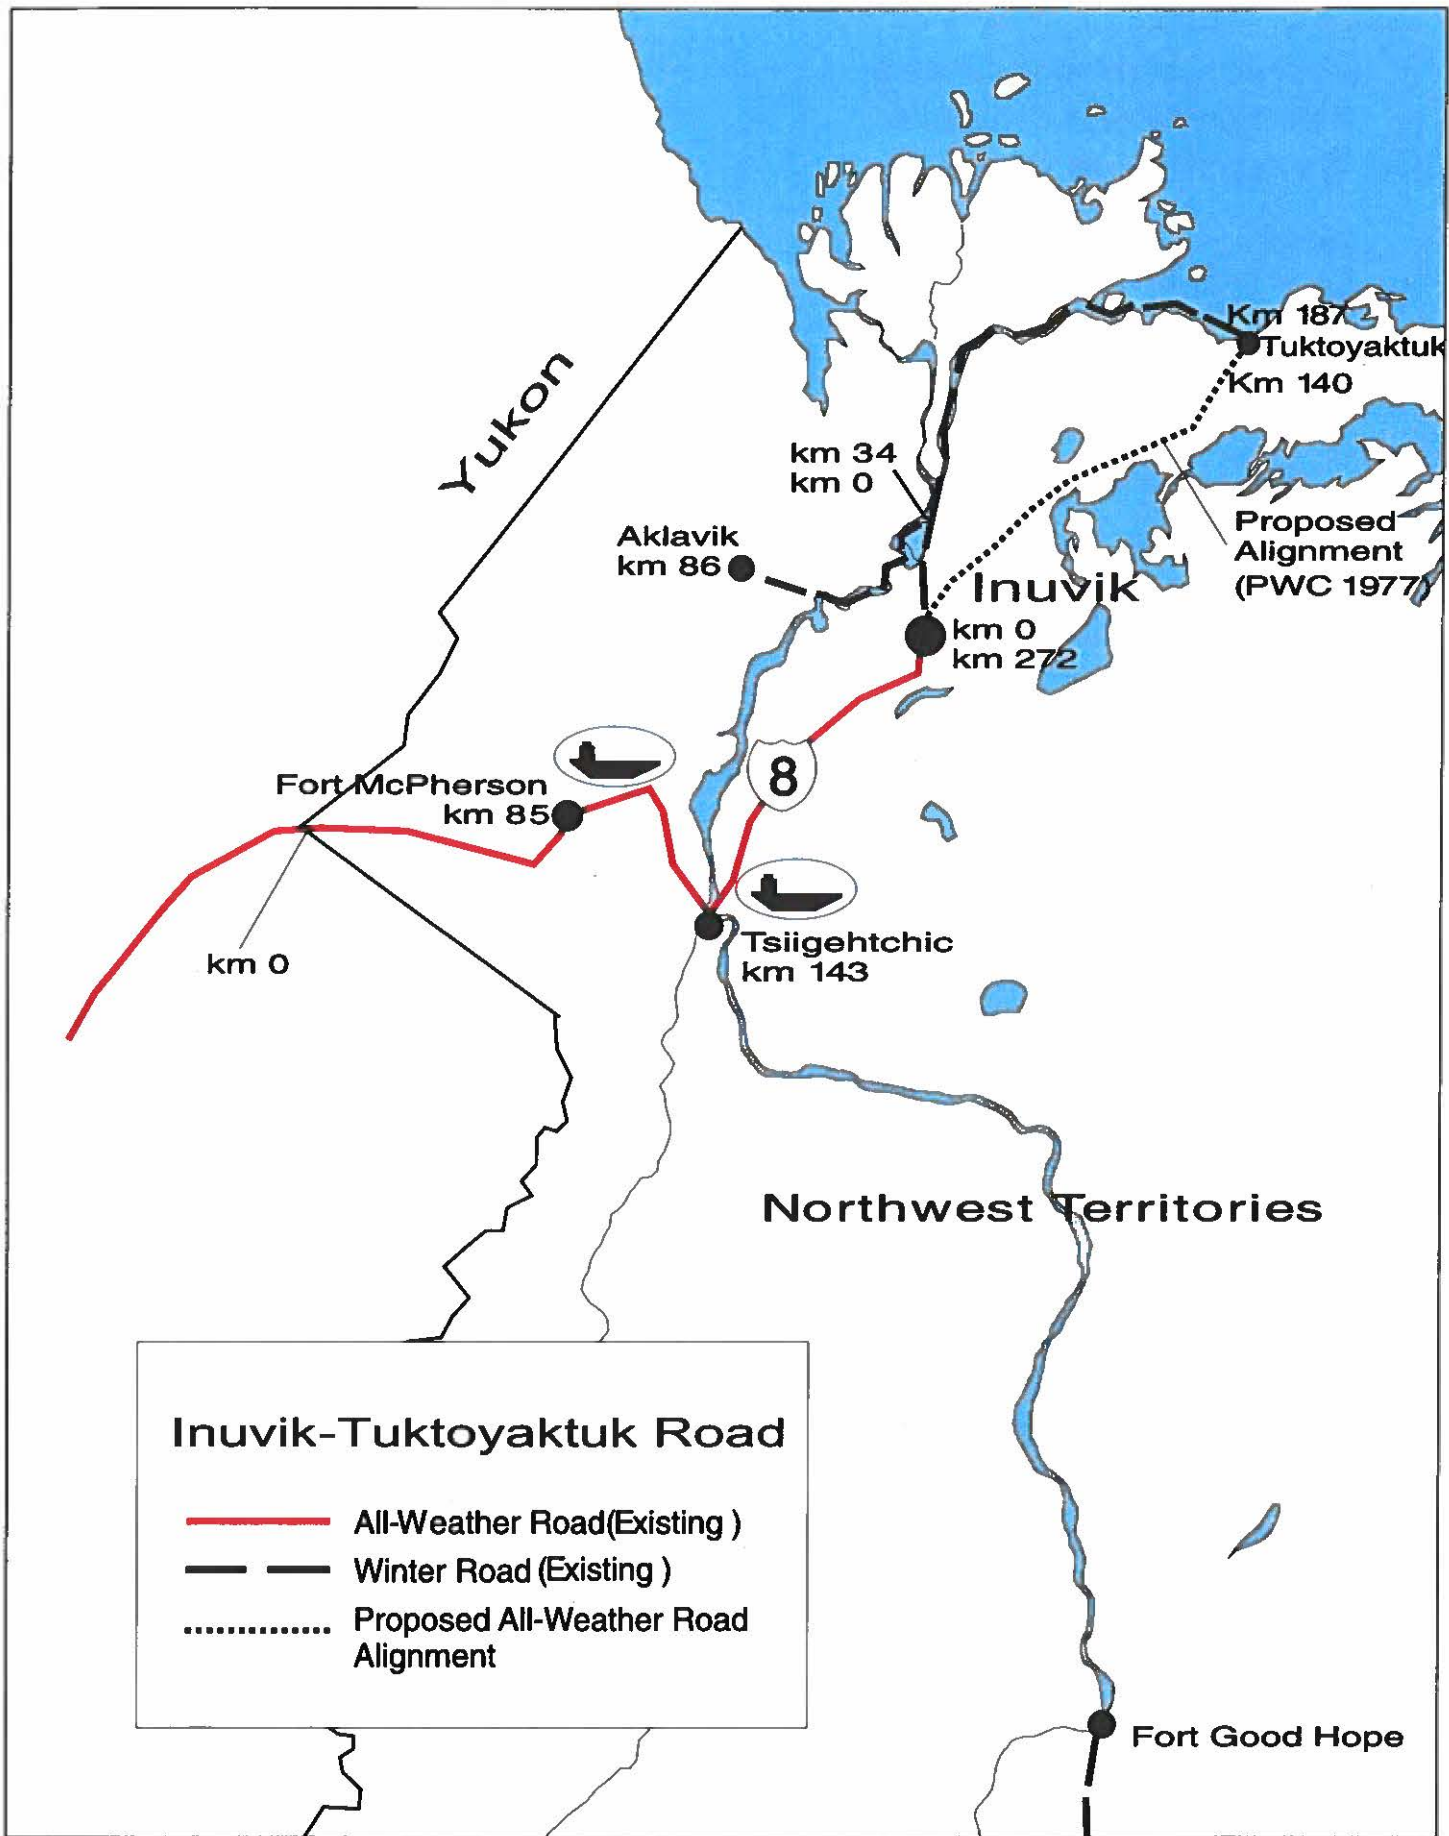 Km 187
Tuktoyaktuk
Km 140
Yukon
km 34
km 0
Proposed
Alignment
(PWC 1977)
Aklavik
km 86
Inuvik
km 0
km 272
8
Fort McPherson
km 85
km 0
Tsiigehtchic
km 143
Northwest Territories
Inuvik-Tuktoyaktuk Road
All-Weather Road(Existing )
Winter Road (Existing )
Proposed All-Weather Road
Alignment
Fort Good Hope